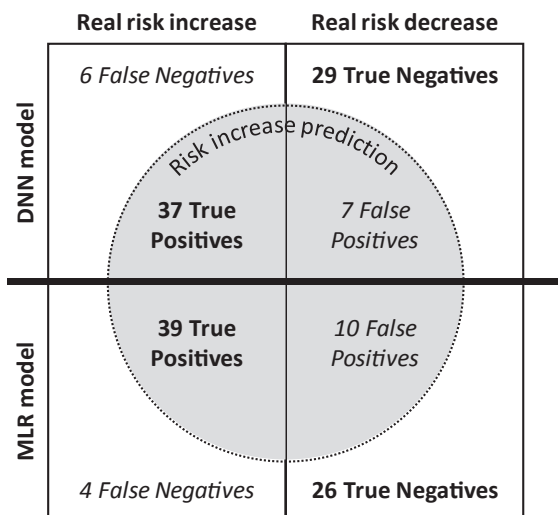 Real risk increase
Real risk decrease
DNN model
6 False Negatives
29 True Negatives
Risk increase prediction
37 True
Positives
7 False
Positives
MLR model
39 True
Positives
10 False
Positives
4 False Negatives
26 True Negatives